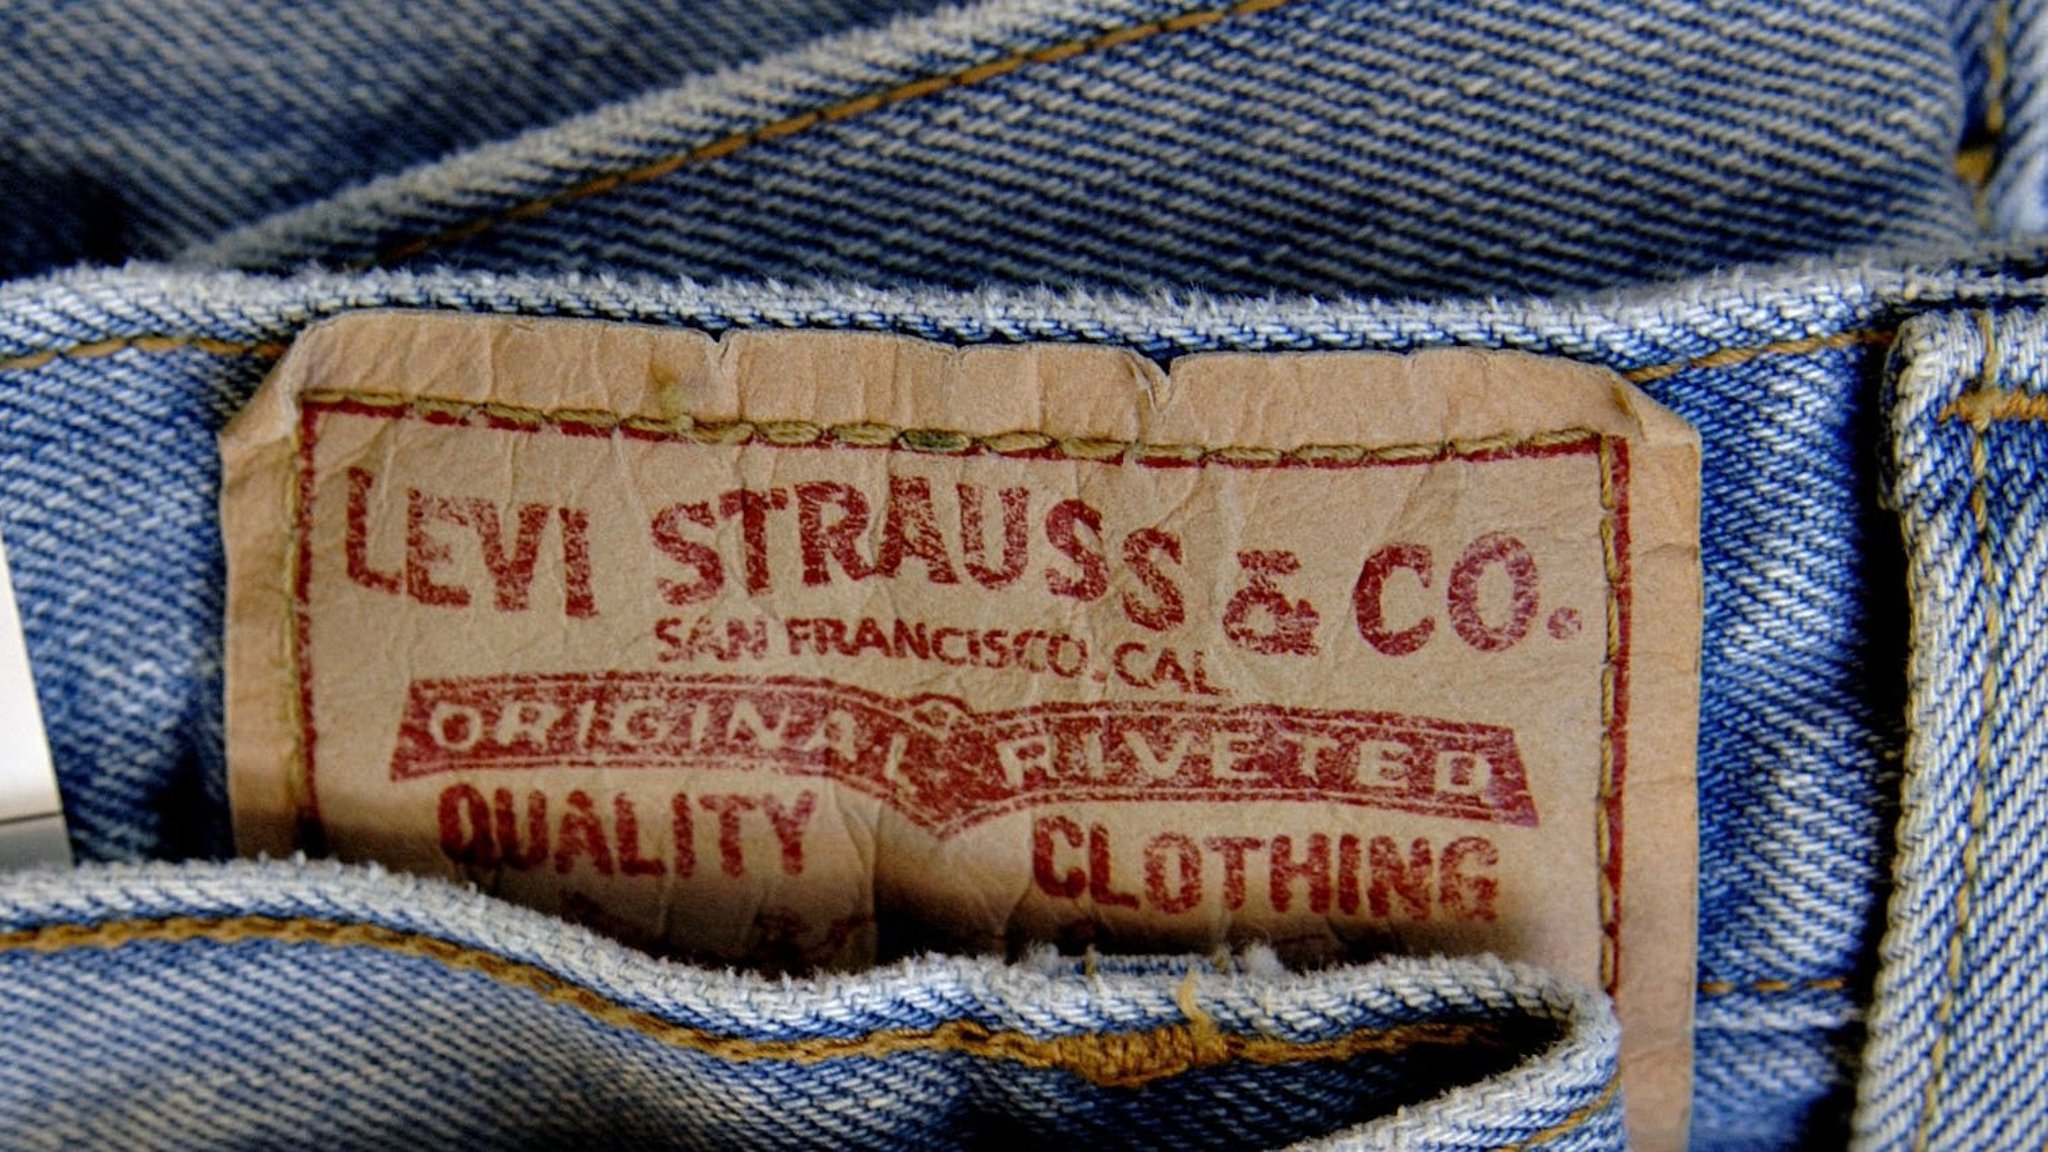 LEVI STRAUSS & CO.
SAN FRANCISCO, CAL.
ORIGINAL RIVETED
QUALITY CLOTHING